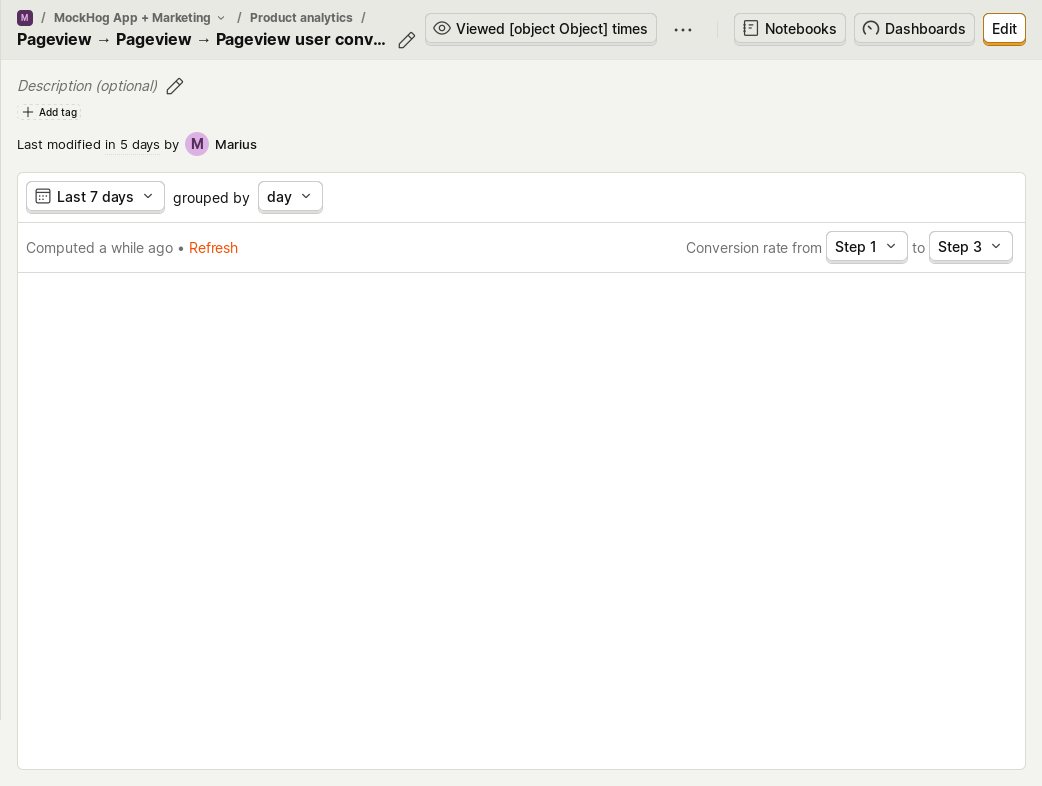 M / MockHog App + Marketing / Product analytics /
Pageview → Pageview → Pageview user conv...
Viewed [object Object] times
Notebooks
Dashboards
Edit
Description (optional)
Add tag
Last modified in 5 days by M Marius
Last 7 days grouped by day
Computed a while ago • Refresh
Conversion rate from Step 1 to Step 3